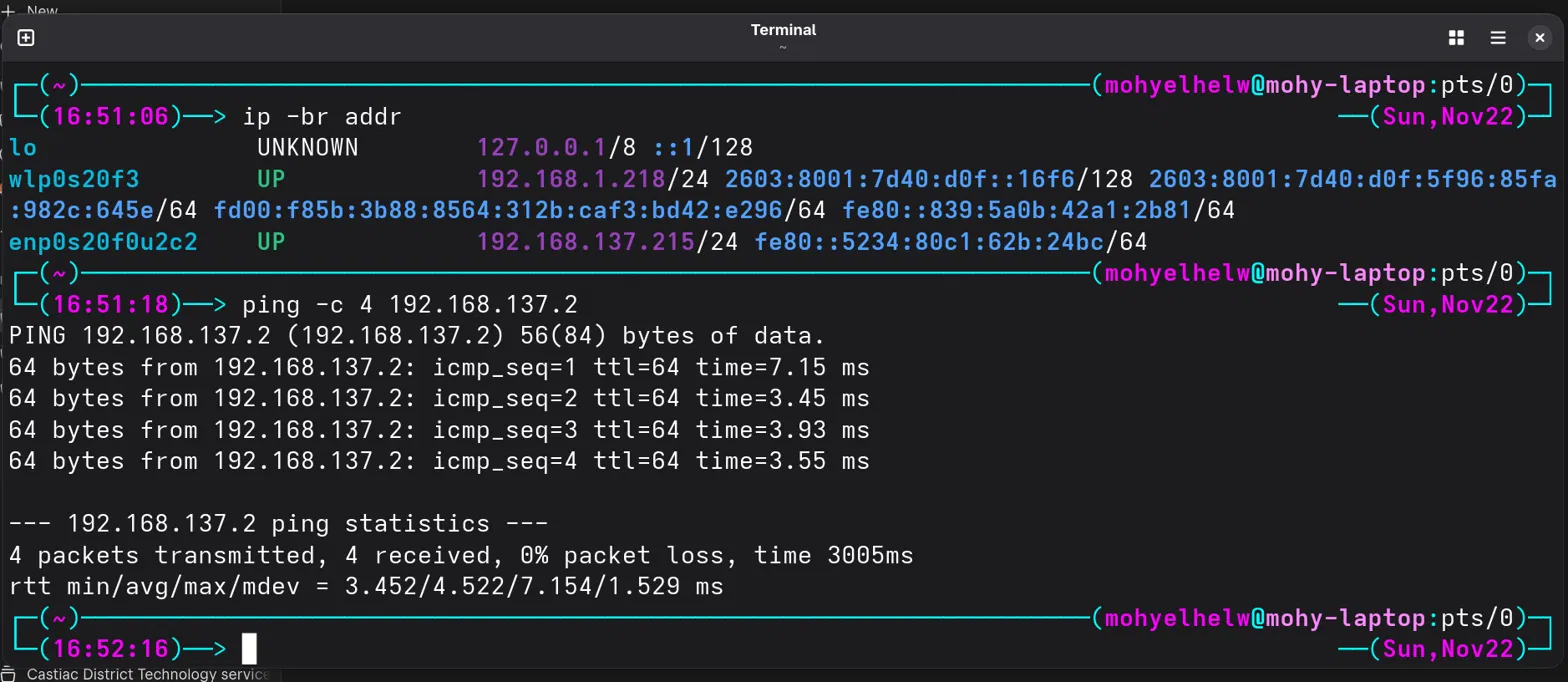 + New
Terminal
~
(~) (mohyelhelw@mohy-laptop:pts/0)
(16:51:06)──> ip -br addr ──(Sun,Nov22)
lo UNKNOWN 127.0.0.1/8 ::1/128
wlp0s20f3 UP 192.168.1.218/24 2603:8001:7d40:d0f::16f6/128 2603:8001:7d40:d0f:5f96:85fa
:982c:645e/64 fd00:f85b:3b88:8564:312b:caf3:bd42:e296/64 fe80::839:5a0b:42a1:2b81/64
enp0s20f0u2c2 UP 192.168.137.215/24 fe80::5234:80c1:62b:24bc/64
(~) (mohyelhelw@mohy-laptop:pts/0)
(16:51:18)──> ping -c 4 192.168.137.2 ──(Sun,Nov22)
PING 192.168.137.2 (192.168.137.2) 56(84) bytes of data.
64 bytes from 192.168.137.2: icmp_seq=1 ttl=64 time=7.15 ms
64 bytes from 192.168.137.2: icmp_seq=2 ttl=64 time=3.45 ms
64 bytes from 192.168.137.2: icmp_seq=3 ttl=64 time=3.93 ms
64 bytes from 192.168.137.2: icmp_seq=4 ttl=64 time=3.55 ms
--- 192.168.137.2 ping statistics ---
4 packets transmitted, 4 received, 0% packet loss, time 3005ms
rtt min/avg/max/mdev = 3.452/4.522/7.154/1.529 ms
(~) (mohyelhelw@mohy-laptop:pts/0)
(16:52:16)──> ──(Sun,Nov22)
Castiac District Technology service